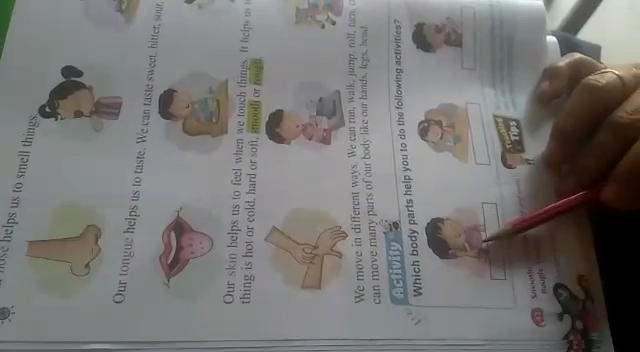 nose helps us to smell things.
Our tongue helps us to taste. We can taste sweet, bitter, sour,
Our skin helps us to feel when we touch things. It helps us
thing is hot or cold, hard or soft, smooth or rough.
We move in different ways. We can run, walk, jump, roll, turn,
can move many parts of our body like our hands, legs, head
Activity
Which body parts help you to do the following activities?
Tips
Smooth
Rough